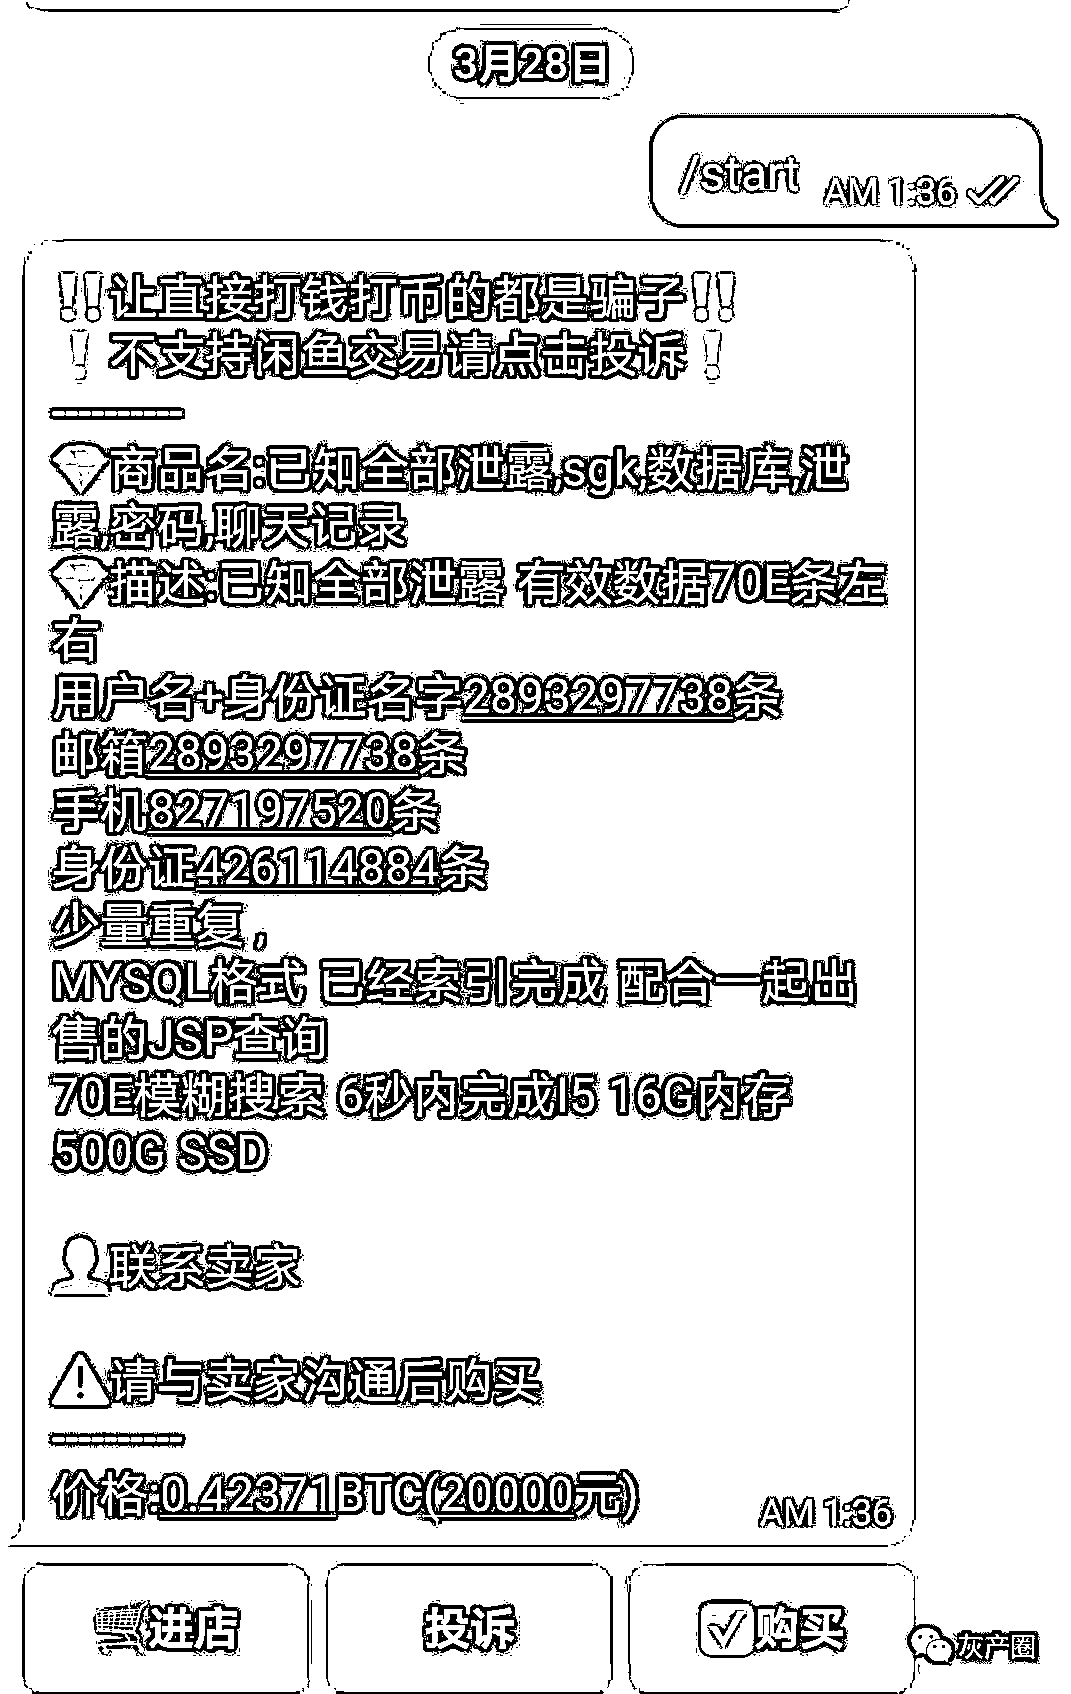 3月28日
/start AM 1:36
‼️让直接打钱打币的都是骗子‼️
❗不支持闲鱼交易请点击投诉❗
----------
💎商品名:已知全部泄露,sgk,数据库,泄
露,密码,聊天记录
💎描述:已知全部泄露 有效数据70E条左
右
用户名+身份证名字2893297738条
邮箱2893297738条
手机827197520条
身份证426114884条
少量重复 ,
MYSQL格式 已经索引完成 配合一起出
售的JSP查询
70E模糊搜索 6秒内完成I5 16G内存
500G SSD
👤联系卖家
⚠️请与卖家沟通后购买
----------
价格:0.42371BTC(20000元)
AM 1:36
🛒进店 投诉 ✅购买
灰产圈